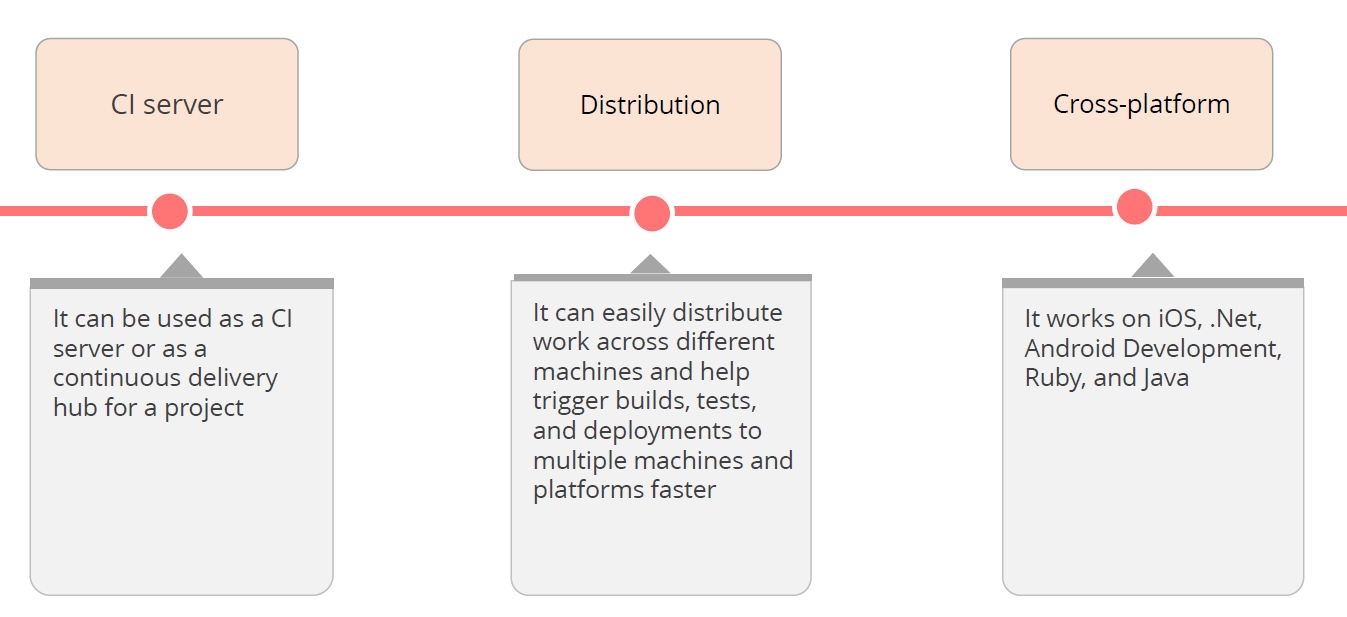 CI server
Distribution
Cross-platform
It can be used as a CI
server or as a
continuous delivery
hub for a project
It can easily distribute
work across different
machines and help
trigger builds, tests,
and deployments to
multiple machines and
platforms faster
It works on iOS, .Net,
Android Development,
Ruby, and Java